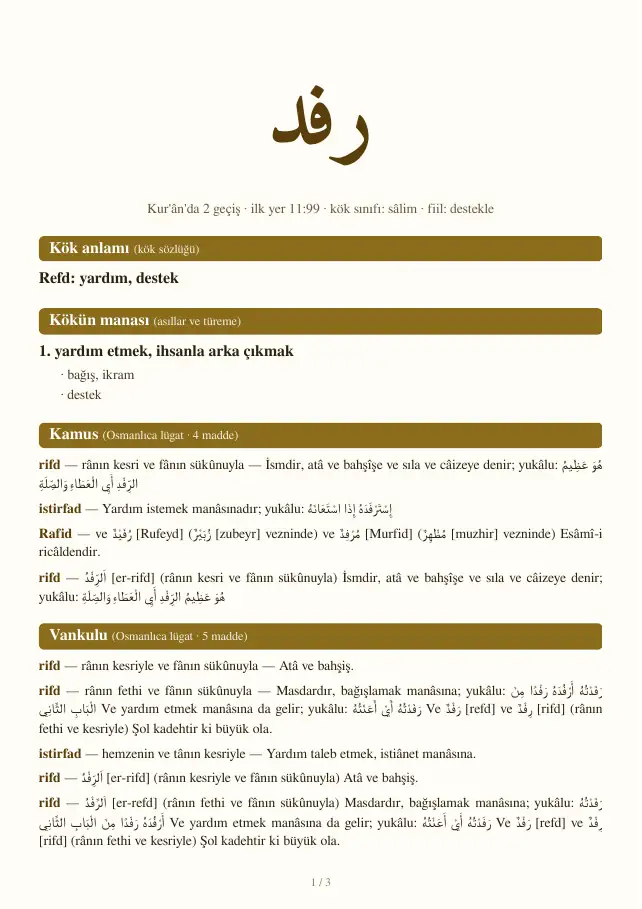 رفد
Kur'ân'da 2 geçiş · ilk yer 11:99 · kök sınıfı: sâlim · fiil: destekle
Kök anlamı (kök sözlüğü)
Refd: yardım, destek
Kökün manası (asıllar ve türeme)
1. yardım etmek, ihsanla arka çıkmak
· bağış, ikram
· destek
Kamus (Osmanlıca lügat · 4 madde)
rifd — rânın kesri ve fânın sükûnuyla — İsmdir, atâ ve bahşîşe ve sıla ve câizeye denir; yukâlu: هُوَ عَظِيمُ
الرِّفْدِ أَيِ الْعَطَاءِ وَالصِّلَةِ
istirfad — Yardım istemek manâsınadır; yukâlu: إِسْتَرْفَدَهُ إِذَا اسْتَعَانَهُ
Rafid — ve رُفَيْدٌ [Rufeyd] (زُبَيْرٌ [zubeyr] vezninde) ve مُرْفِدٌ [Murfid] (مُظْهِرٌ [muzhir] vezninde) Esâmî-i
ricâldendir.
rifd — اَلرِّفْدُ [er-rifd] (rânın kesri ve fânın sükûnuyla) İsmdir, atâ ve bahşîşe ve sıla ve câizeye denir;
yukâlu: هُوَ عَظِيمُ الرِّفْدِ أَيِ الْعَطَاءِ وَالصِّلَةِ
Vankulu (Osmanlıca lügat · 5 madde)
rifd — rânın kesriyle ve fânın sükûnuyla — Atâ ve bahşiş.
rifd — rânın fethi ve fânın sükûnuyla — Masdardır, bağışlamak manâsına; yukâlu: رَفَدْتُهُ أَرْفُدُهُ رَفْدًا مِنَ
الْبَابِ الثَّانِي Ve yardım etmek manâsına da gelir; yukâlu: رَفَدْتُهُ أَيْ أَعَنْتُهُ Ve رَفْدٌ [refd] ve رِفْدٌ [rifd] (rânın
fethi ve kesriyle) Şol kadehtir ki büyük ola.
istirfad — hemzenin ve tânın kesriyle — Yardım taleb etmek, istiânet manâsına.
rifd — اَلرِّفْدُ [er-rifd] (rânın kesriyle ve fânın sükûnuyla) Atâ ve bahşiş.
rifd — اَلرَّفْدُ [er-refd] (rânın fethi ve fânın sükûnuyla) Masdardır, bağışlamak manâsına; yukâlu: رَفَدْتُهُ
أَرْفُدُهُ رَفْدًا مِنَ الْبَابِ الثَّانِي Ve yardım etmek manâsına da gelir; yukâlu: رَفَدْتُهُ أَيْ أَعَنْتُهُ Ve رَفْدٌ [refd] ve رِفْدٌ
[rifd] (rânın fethi ve kesriyle) Şol kadehtir ki büyük ola.
1 / 3